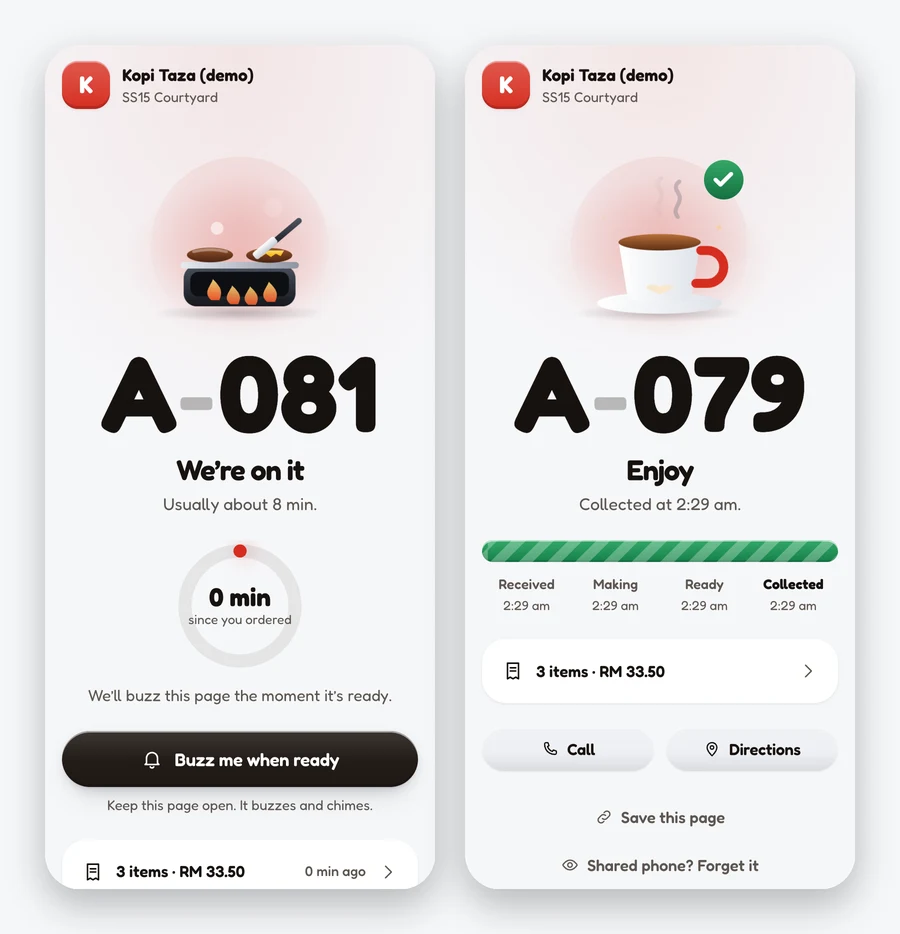 K
Kopi Taza (demo)
SS15 Courtyard
A-081
We're on it
Usually about 8 min.
0 min
since you ordered
We'll buzz this page the moment it's ready.
Buzz me when ready
Keep this page open. It buzzes and chimes.
3 items · RM 33.50 0 min ago
K
Kopi Taza (demo)
SS15 Courtyard
A-079
Enjoy
Collected at 2:29 am.
Received Making Ready Collected
2:29 am 2:29 am 2:29 am 2:29 am
3 items · RM 33.50
Call Directions
Save this page
Shared phone? Forget it